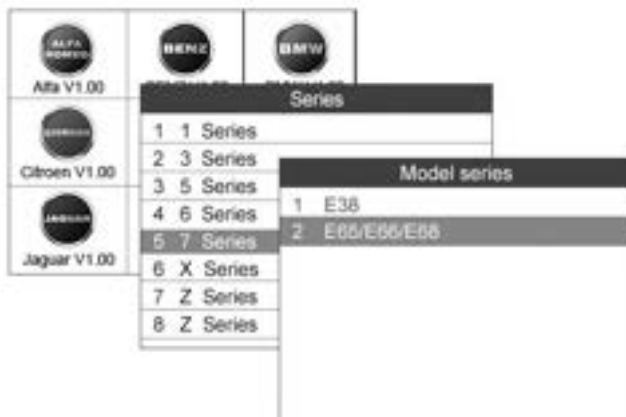 ALFA
ROMEO
Alfa V1.00
BENZ
BMW
Citroen V1.00
JAGUAR
Jaguar V1.00
Series
1 1 Series
2 3 Series
3 5 Series
4 6 Series
5 7 Series
6 X Series
7 Z Series
8 Z Series
Model series
1 E38
2 E65/E66/E68